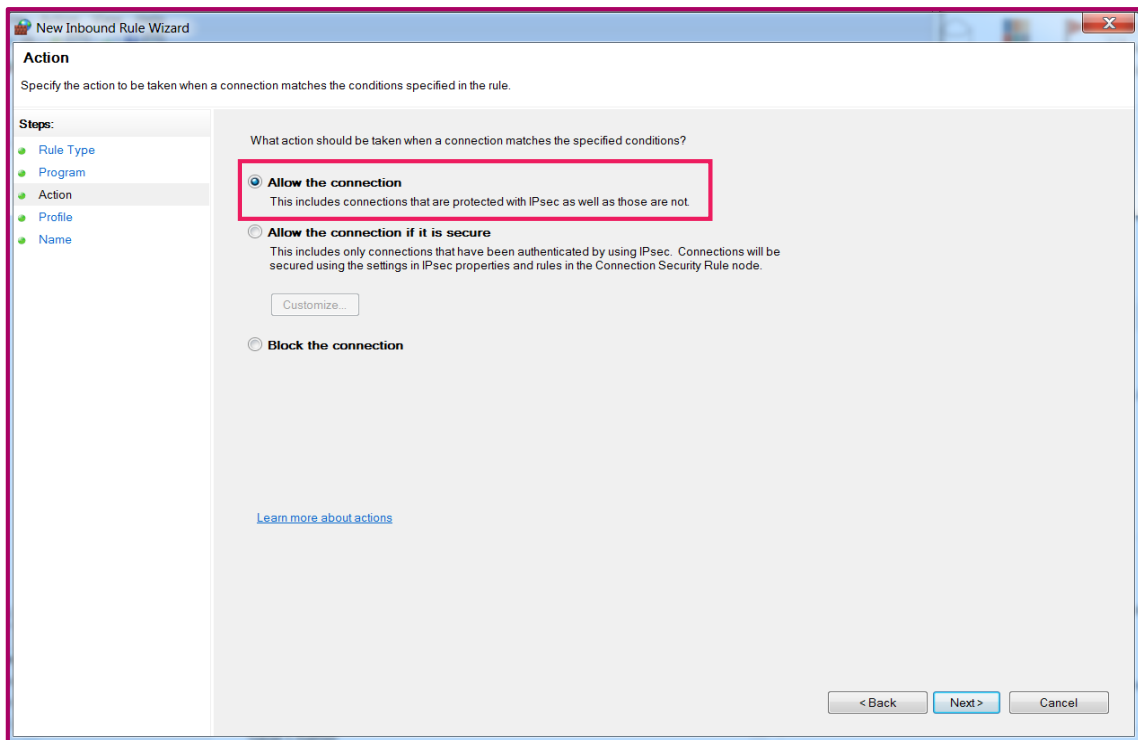 New Inbound Rule Wizard
Action
Specify the action to be taken when a connection matches the conditions specified in the rule.
Steps:
Rule Type
Program
Action
Profile
Name
What action should be taken when a connection matches the specified conditions?
Allow the connection
This includes connections that are protected with IPsec as well as those are not.
Allow the connection if it is secure
This includes only connections that have been authenticated by using IPsec. Connections will be
secured using the settings in IPsec properties and rules in the Connection Security Rule node.
Customize...
Block the connection
Learn more about actions
< Back
Next >
Cancel